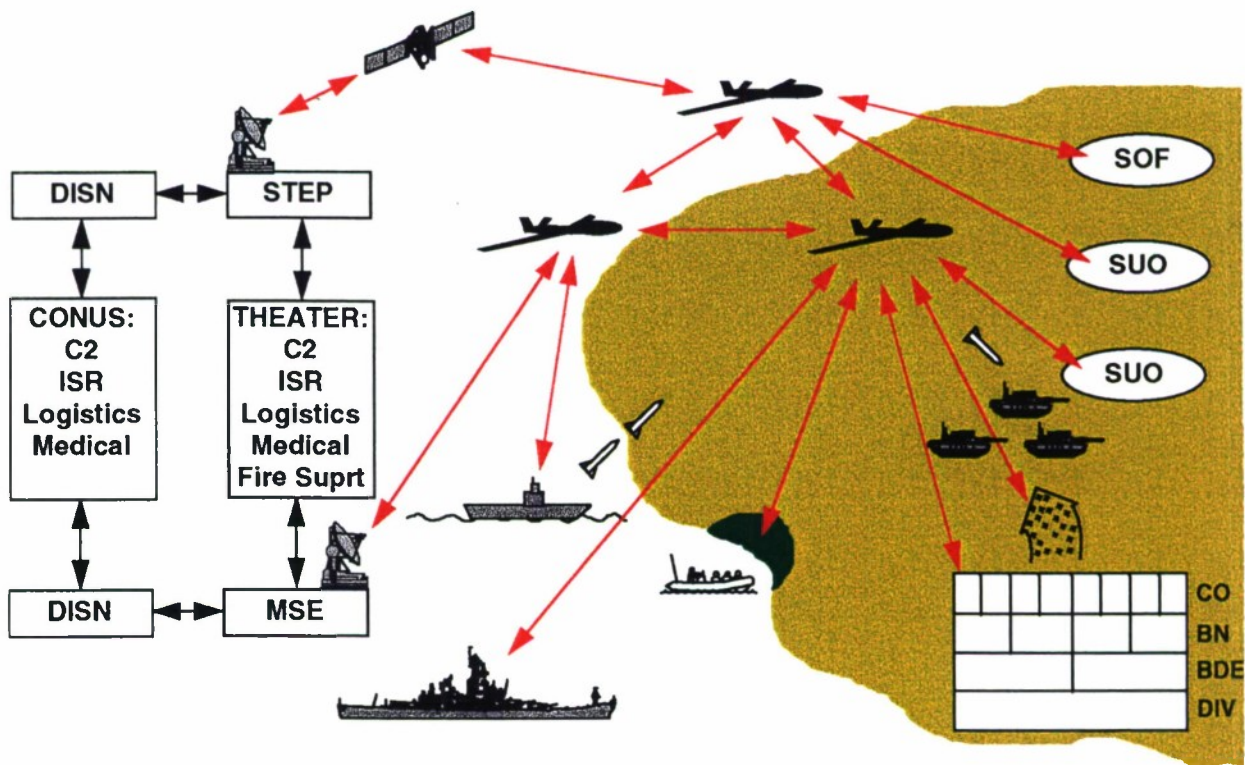 DISN
STEP
CONUS:
C2
ISR
Logistics
Medical
THEATER:
C2
ISR
Logistics
Medical
Fire Suprt
DISN
MSE
SOF
SUO
SUO
CO
BN
BDE
DIV